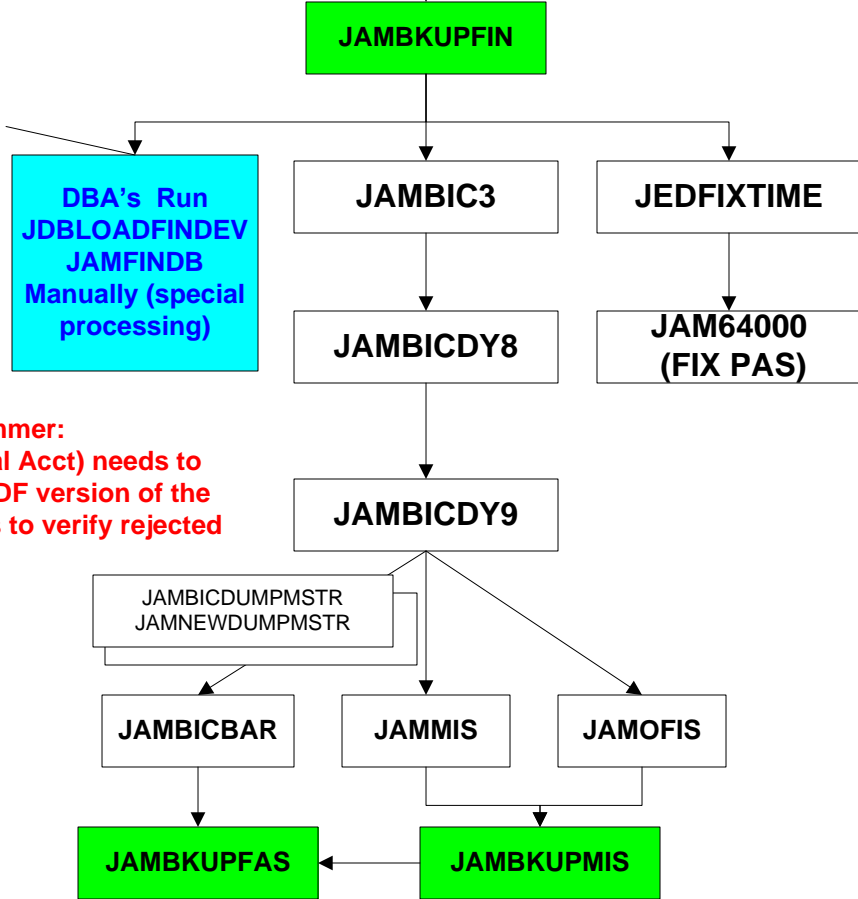 JAMBKUPFIN
DBA's Run
JDBLOADFINDEV
JAMFINDB
Manually (special
processing)
JAMBIC3
JEDFIXTIME
JAMBICDY8
JAM64000
(FIX PAS)
al Acct) needs to
DF version of the
to verify rejected
JAMBICDY9
JAMBICDUMPMSTR
JAMNEWDUMPMSTR
JAMBICBAR
JAMMIS
JAMOFIS
JAMBKUPFAS
JAMBKUPMIS